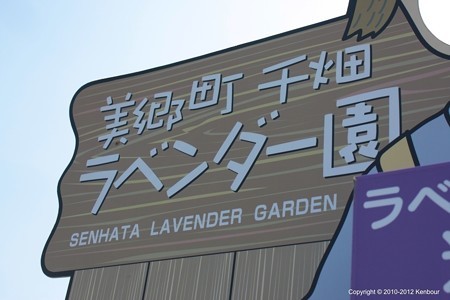 美郷町 千畑
ラベンダー園
SENHATA LAVENDER GARDEN
ラベ
Copyright © 2010-2012 Kenbour